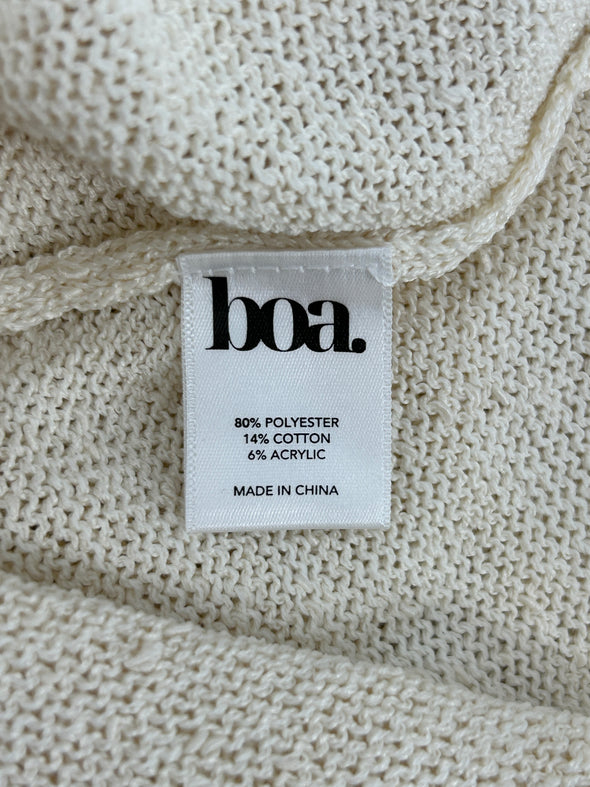 boa.
80% POLYESTER
14% COTTON
6% ACRYLIC
MADE IN CHINA